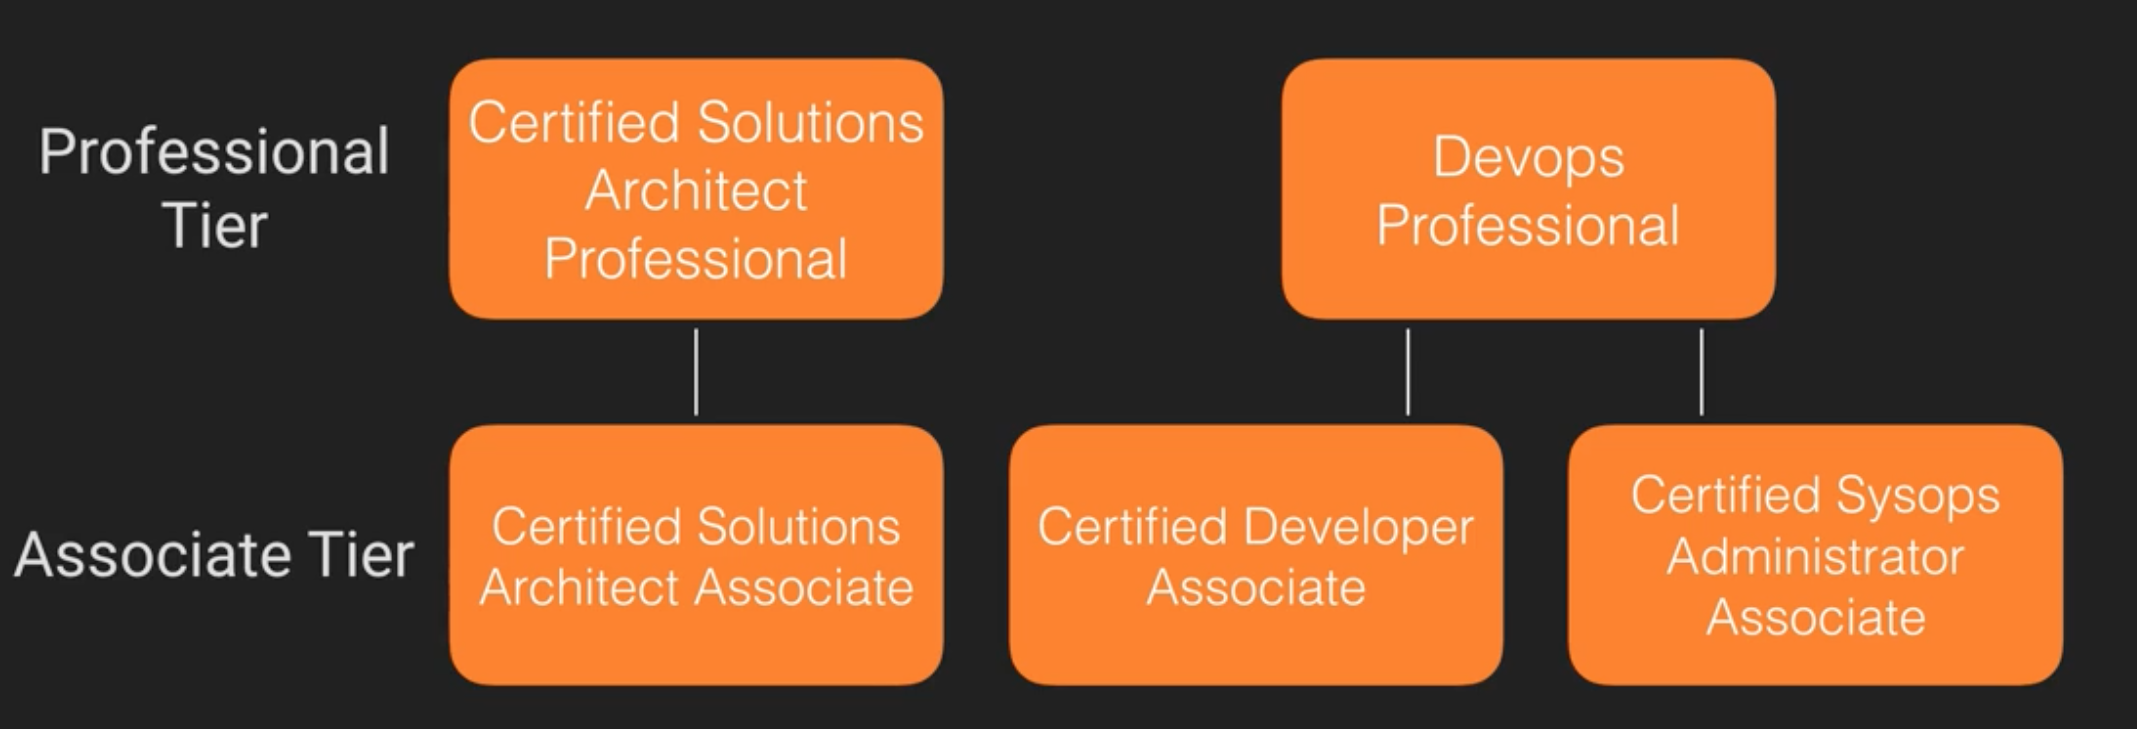 Professional
Tier
Certified Solutions
Architect
Professional
Devops
Professional
Associate Tier
Certified Solutions
Architect Associate
Certified Developer
Associate
Certified Sysops
Administrator
Associate